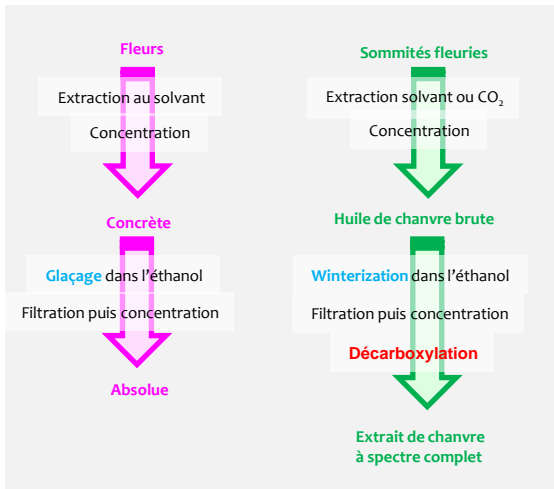 Fleurs
Extraction au solvant
Concentration
Concrète
Glaçage dans l'éthanol
Filtration puis concentration
Absolue
Sommités fleuries
Extraction solvant ou CO₂
Concentration
Huile de chanvre brute
Winterization dans l'éthanol
Filtration puis concentration
Décarboxylation
Extrait de chanvre
à spectre complet